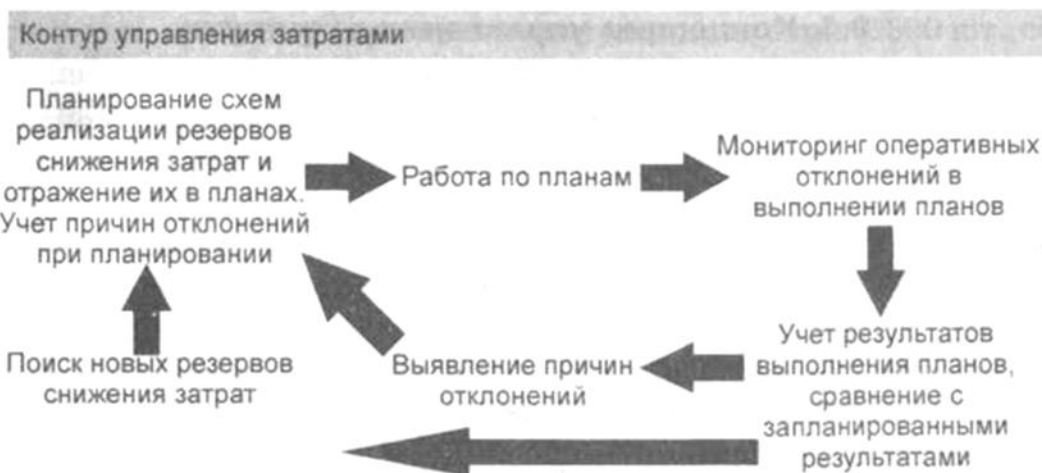 Контур управления затратами
Планирование схем
реализации резервов
снижения затрат и
отражение их в планах.
Учет причин отклонений
при планировании
Работа по планам
Мониторинг оперативных
отклонений в
выполнении планов
Учет результатов
выполнения планов,
сравнение с
запланированными
результатами
Выявление причин
отклонений
Поиск новых резервов
снижения затрат